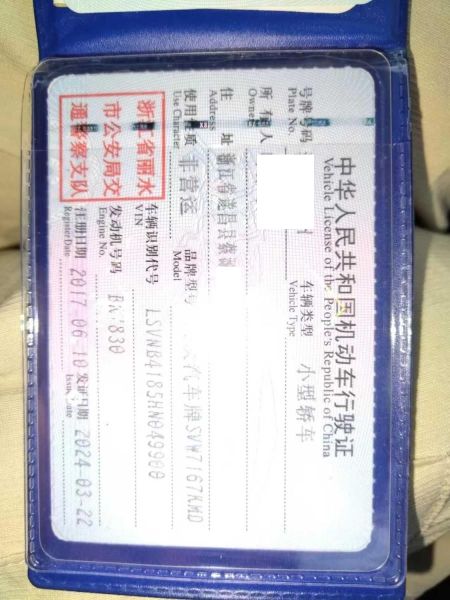 中华人民共和国机动车行驶证
Vehicle License of the People's Republic of China
号牌号码
Plate No.
车辆类型 小型轿车
Vehicle Type
所有人
Owner
住址 浙江省遂昌县
Address
使用性质 非营运
Use Character
品牌型号 汽车牌SVW7167KMD
Model
浙江省丽水
市公安局交
通警察支队
车辆识别代号 LSVNB4185HN049900
VIN
发动机号码
Engine No.
注册日期 2017-06-10
Register Date
发证日期 2024-03-22
Issue Date